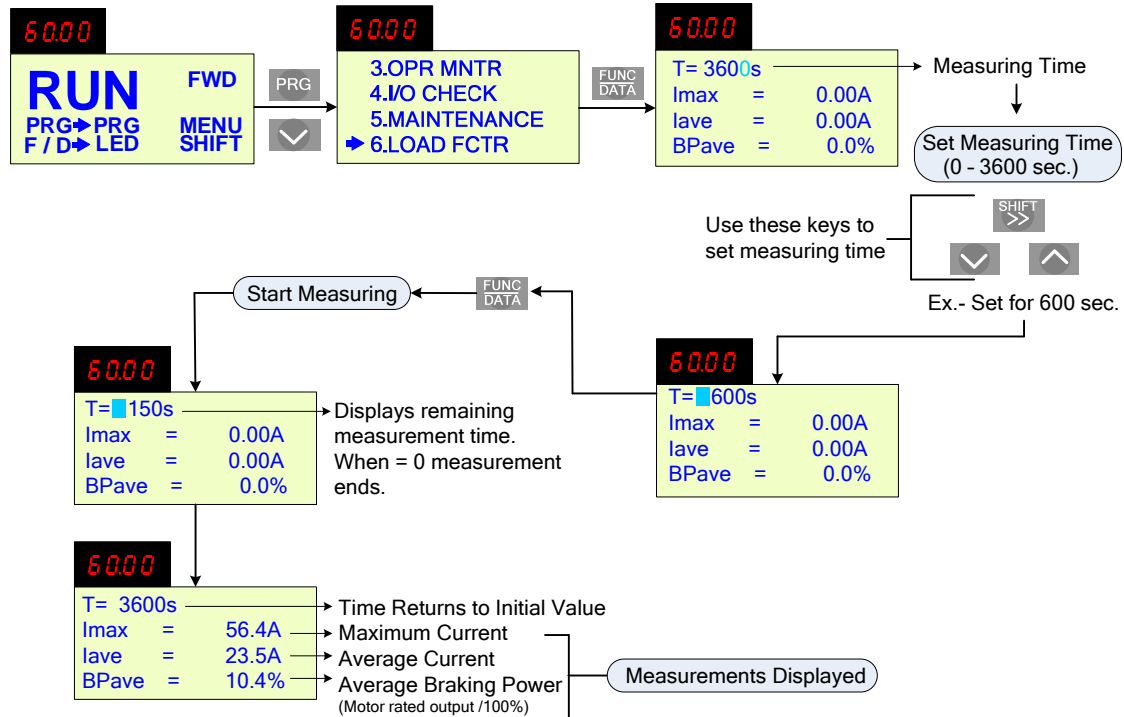 60.00
RUN FWD
PRG➔PRG MENU
F / D➔ LED SHIFT
PRG
60.00
3.OPR MNTR
4.I/O CHECK
5.MAINTENANCE
➔ 6.LOAD FCTR
FUNC
DATA
60.00
T= 3600s
Imax = 0.00A
Iave = 0.00A
BPave = 0.0%
Measuring Time
Set Measuring Time
(0 - 3600 sec.)
Use these keys to
set measuring time
SHIFT
>>
Ex.- Set for 600 sec.
60.00
T= 600s
Imax = 0.00A
Iave = 0.00A
BPave = 0.0%
FUNC
DATA
Start Measuring
60.00
T= 150s
Imax = 0.00A
Iave = 0.00A
BPave = 0.0%
Displays remaining
measurement time.
When = 0 measurement
ends.
60.00
T= 3600s
Imax = 56.4A
Iave = 23.5A
BPave = 10.4%
Time Returns to Initial Value
Maximum Current
Average Current
Average Braking Power
(Motor rated output /100%)
Measurements Displayed